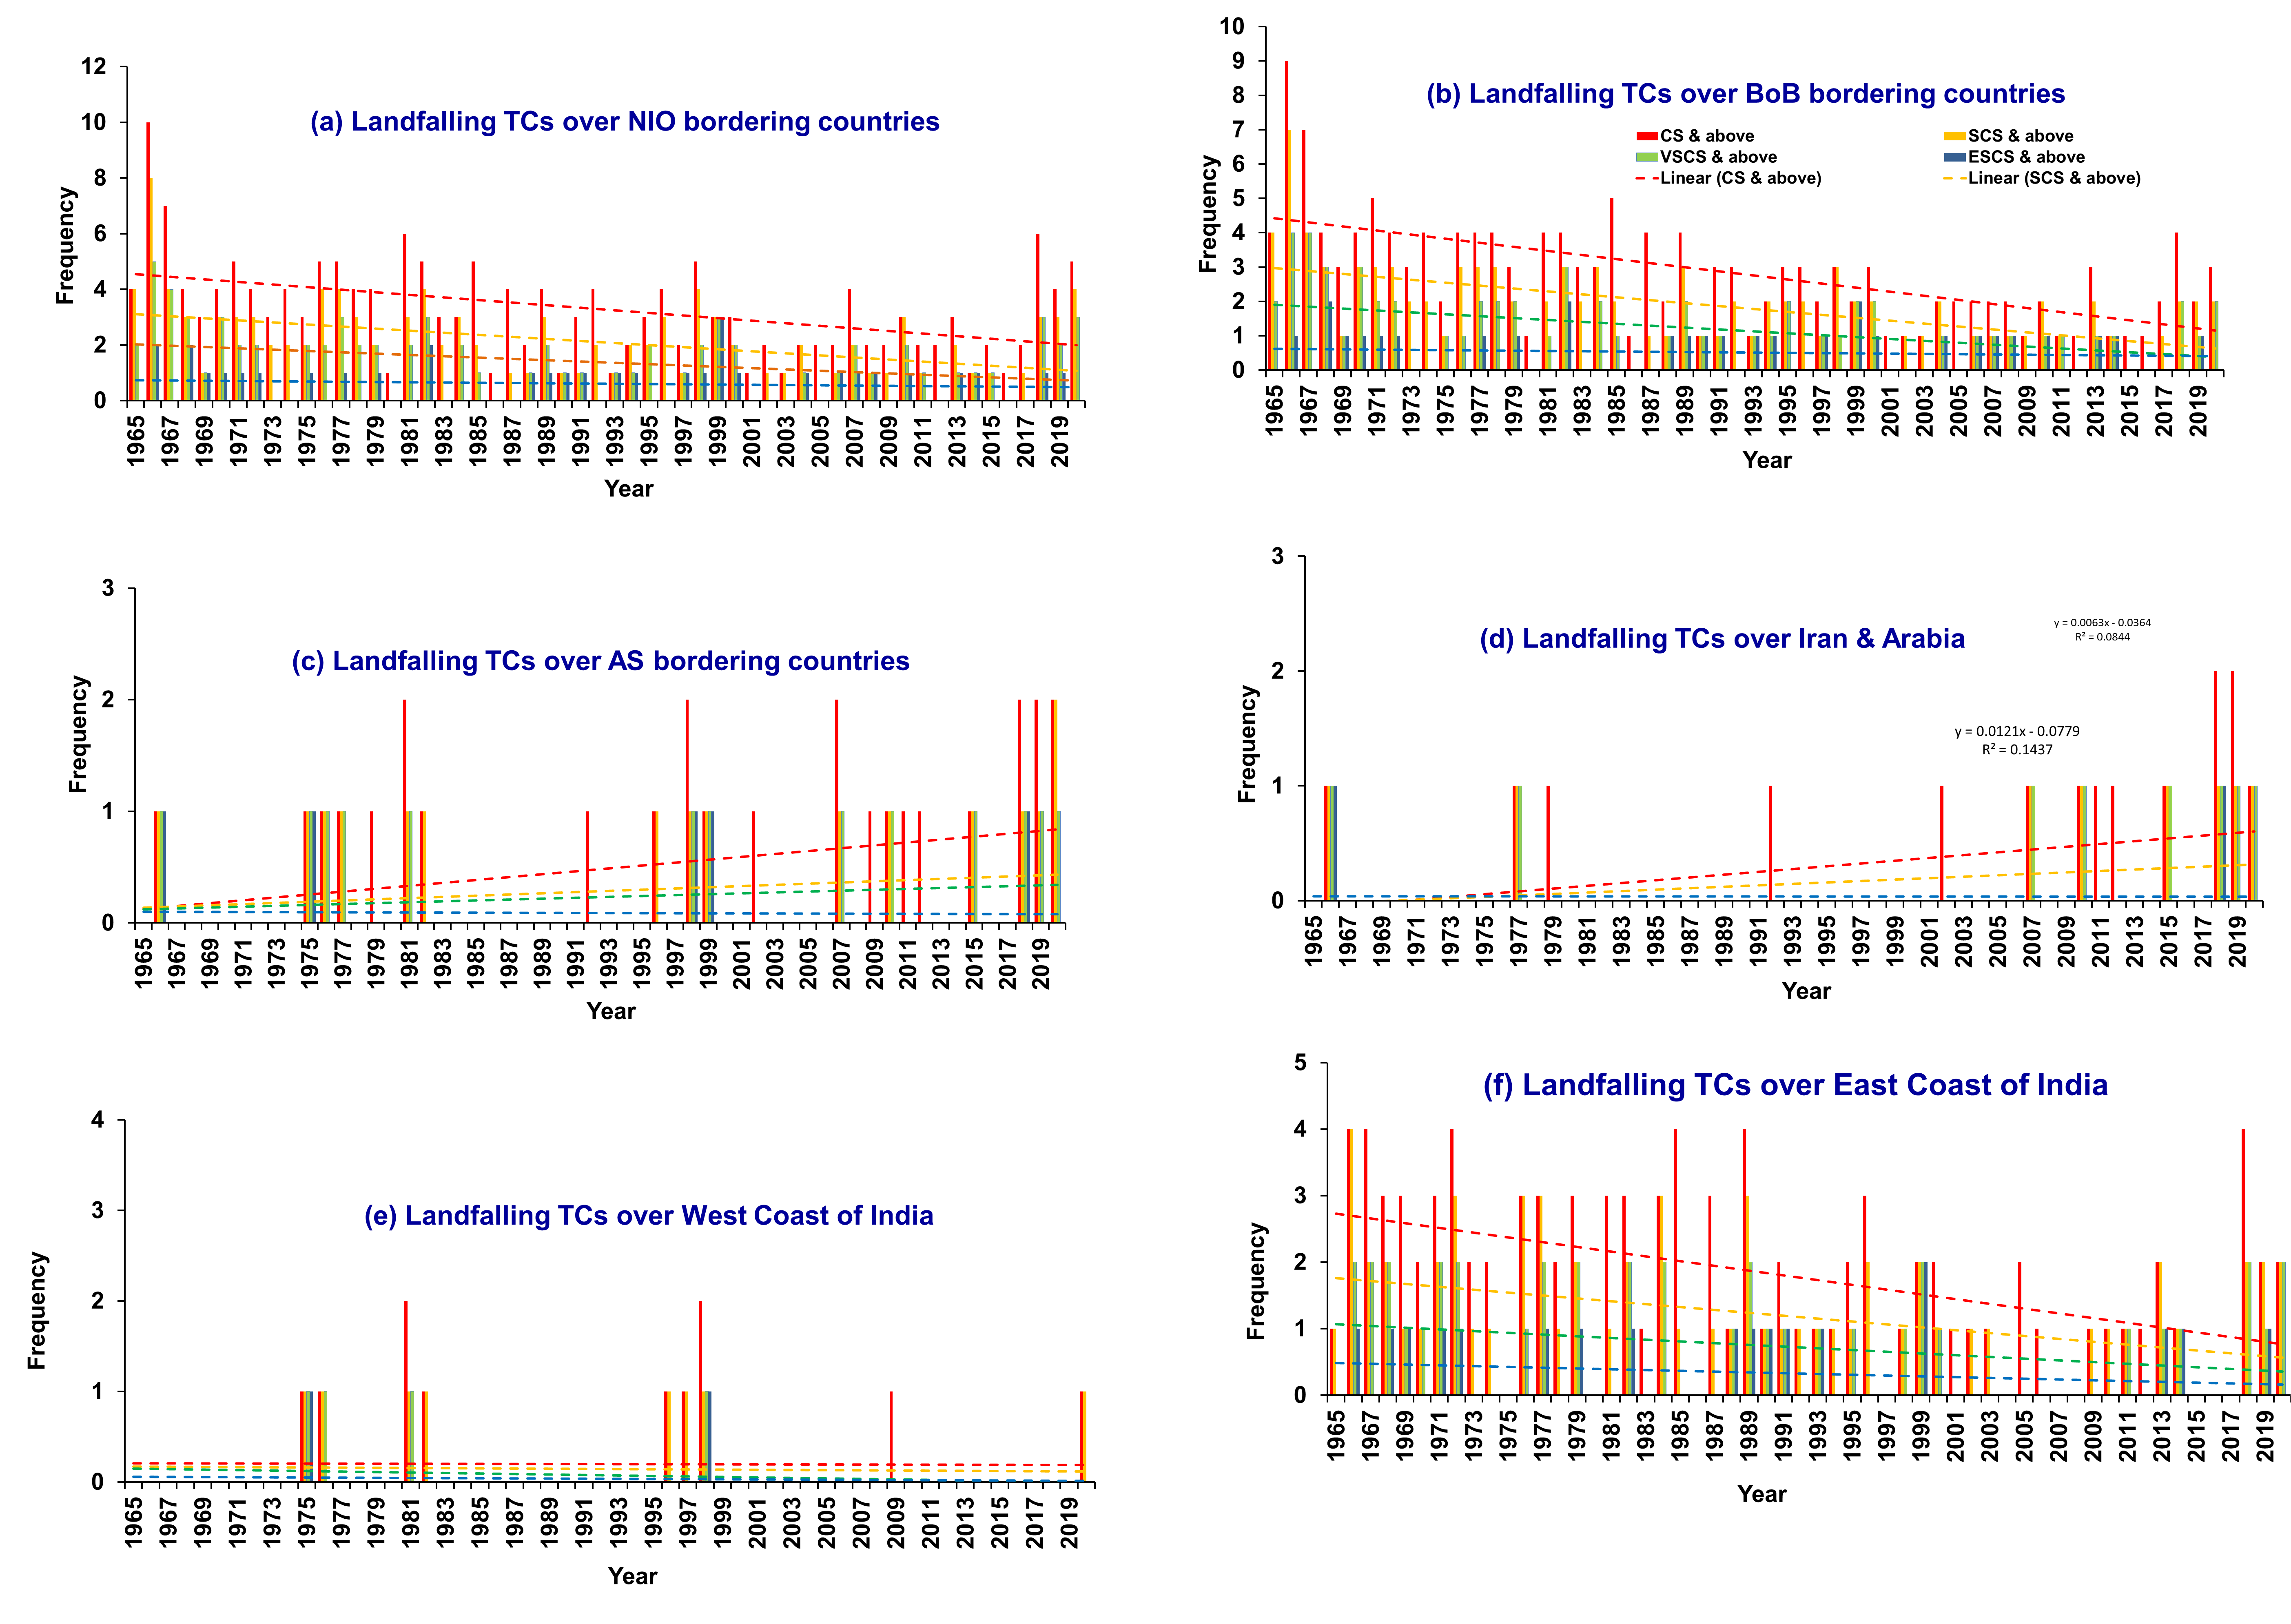 (a) Landfalling TCs over NIO bordering countries
Frequency
12
10
8
6
4
2
0
1965 1967 1969 1971 1973 1975 1977 1979 1981 1983 1985 1987 1989 1991 1993 1995 1997 1999 2001 2003 2005 2007 2009 2011 2013 2015 2017 2019
Year
(b) Landfalling TCs over BoB bordering countries
CS & above SCS & above
VSCS & above ESCS & above
Linear (CS & above) Linear (SCS & above)
Frequency
10
9
8
7
6
5
4
3
2
1
0
1965 1967 1969 1971 1973 1975 1977 1979 1981 1983 1985 1987 1989 1991 1993 1995 1997 1999 2001 2003 2005 2007 2009 2011 2013 2015 2017 2019
Year
(c) Landfalling TCs over AS bordering countries
Frequency
3
2
1
0
1965 1967 1969 1971 1973 1975 1977 1979 1981 1983 1985 1987 1989 1991 1993 1995 1997 1999 2001 2003 2005 2007 2009 2011 2013 2015 2017 2019
Year
(d) Landfalling TCs over Iran & Arabia
y = 0.0063x - 0.0364
R² = 0.0844
y = 0.0121x - 0.0779
R² = 0.1437
Frequency
3
2
1
0
1965 1967 1969 1971 1973 1975 1977 1979 1981 1983 1985 1987 1989 1991 1993 1995 1997 1999 2001 2003 2005 2007 2009 2011 2013 2015 2017 2019
Year
(e) Landfalling TCs over West Coast of India
Frequency
4
3
2
1
0
1965 1967 1969 1971 1973 1975 1977 1979 1981 1983 1985 1987 1989 1991 1993 1995 1997 1999 2001 2003 2005 2007 2009 2011 2013 2015 2017 2019
Year
(f) Landfalling TCs over East Coast of India
Frequency
5
4
3
2
1
0
1965 1967 1969 1971 1973 1975 1977 1979 1981 1983 1985 1987 1989 1991 1993 1995 1997 1999 2001 2003 2005 2007 2009 2011 2013 2015 2017 2019
Year